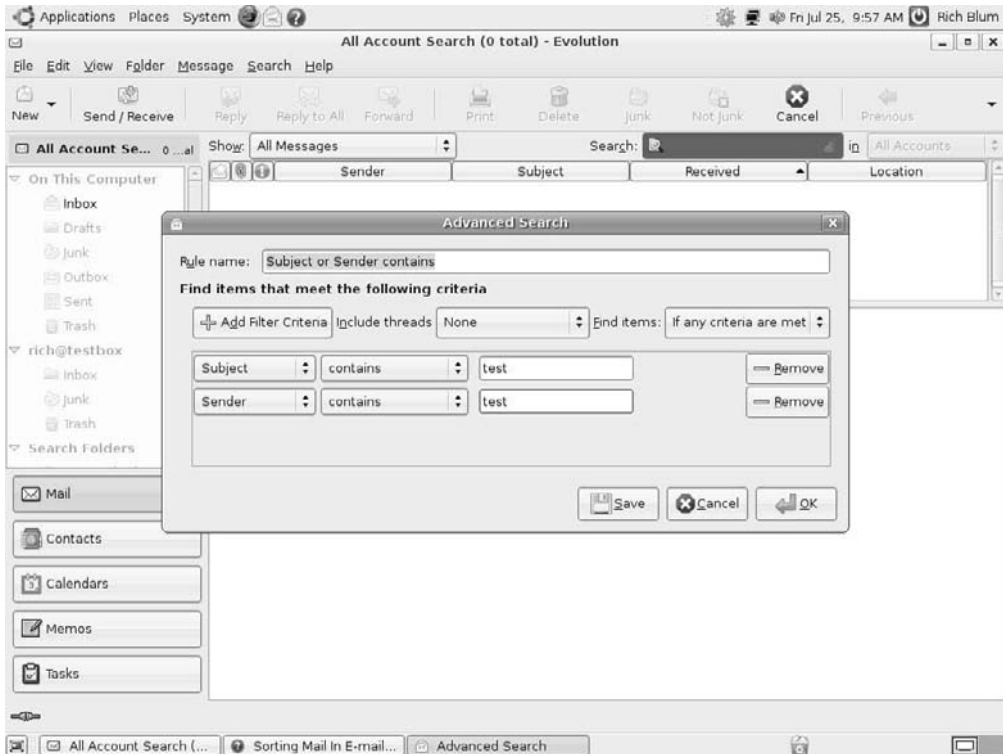 Applications Places System Fri Jul 25, 9:57 AM Rich Blum
All Account Search (0 total) - Evolution
File Edit View Folder Message Search Help
New Send / Receive Reply Reply to All Forward Print Delete Junk Not Junk Cancel Previous
All Account Se... 0 ...al Show: All Messages Search: in All Accounts
Sender Subject Received Location
On This Computer
Inbox
Drafts
Junk
Outbox
Sent
Trash
rich@testbox
Inbox
Junk
Trash
Search Folders
Advanced Search
Rule name: Subject or Sender contains
Find items that meet the following criteria
Add Filter Criteria Include threads None Find items: If any criteria are met
Subject contains test Remove
Sender contains test Remove
Save Cancel OK
Mail
Contacts
Calendars
Memos
Tasks
All Account Search (... Sorting Mail In E-mail... Advanced Search